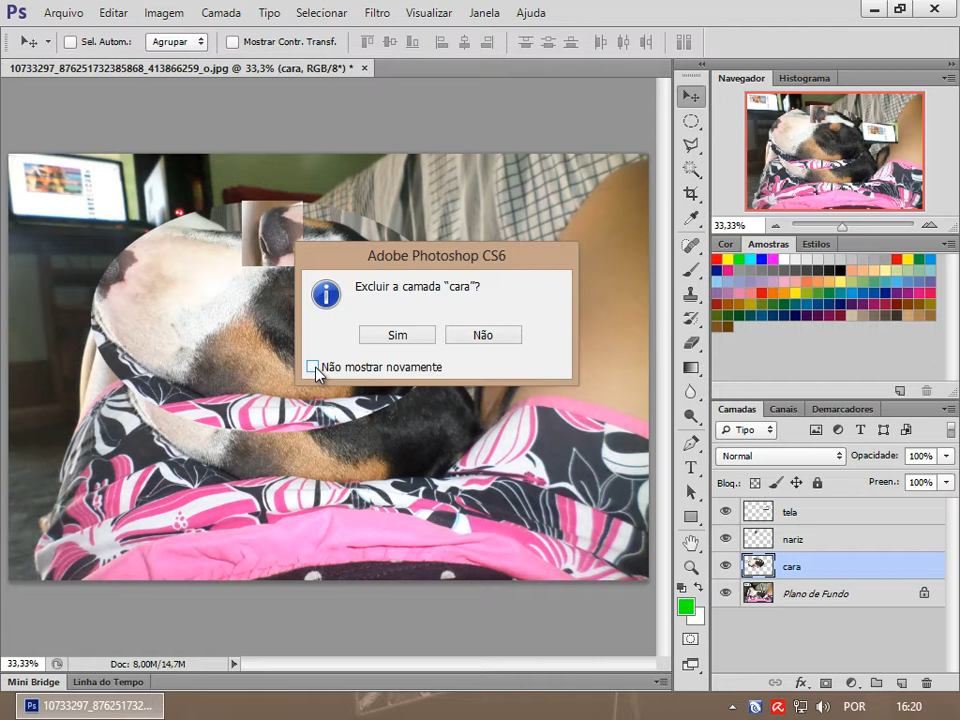 Ps Arquivo Editar Imagem Camada Tipo Selecionar Filtro Visualizar Janela Ajuda
Sel. Autom.: Agrupar Mostrar Contr. Transf.
10733297_876251732385868_413866259_o.jpg @ 33,3% (cara, RGB/8*) *
Navegador Histograma
33,33%
Cor Amostras Estilos
Adobe Photoshop CS6
Excluir a camada “cara”?
Sim Não
Não mostrar novamente
Camadas Canais Demarcadores
Tipo
Normal Opacidade: 100%
Bloq.: Preen.: 100%
tela
nariz
cara
Plano de Fundo
33,33% Doc: 8,00M/14,7M
Mini Bridge Linha do Tempo
Ps 10733297_876251732... POR 16:20